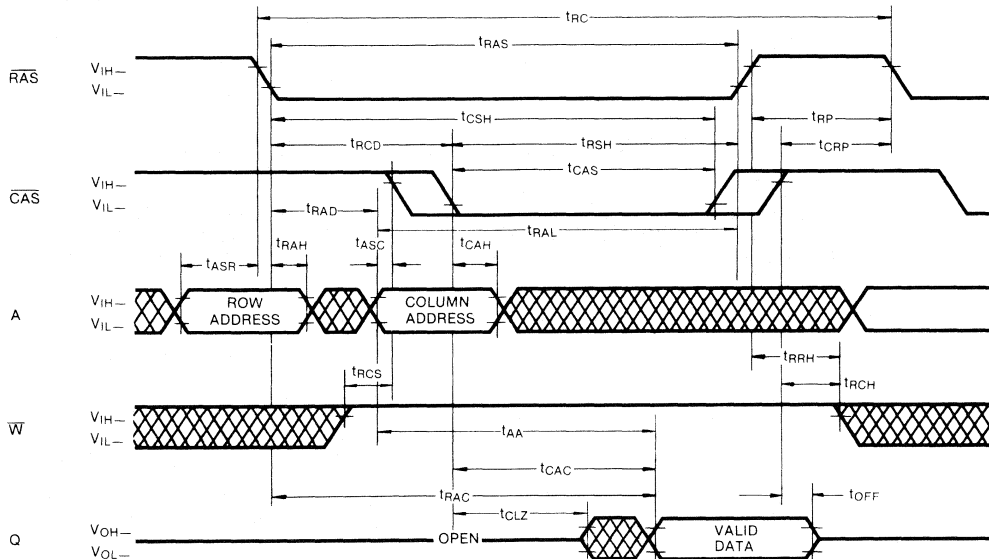 tRC
tRAS
RAS
VIH—
VIL—
tCSH
tRP
tRCD
tRSH
tCRP
CAS
VIH—
VIL—
tCAS
tRAD
tRAL
tRAH
tASC
tCAH
tASR
A
VIH—
VIL—
ROW
ADDRESS
COLUMN
ADDRESS
tRRH
tRCS
tRCH
W
VIH—
VIL—
tAA
tCAC
tRAC
tOFF
tCLZ
Q
VOH—
VOL—
OPEN
VALID
DATA